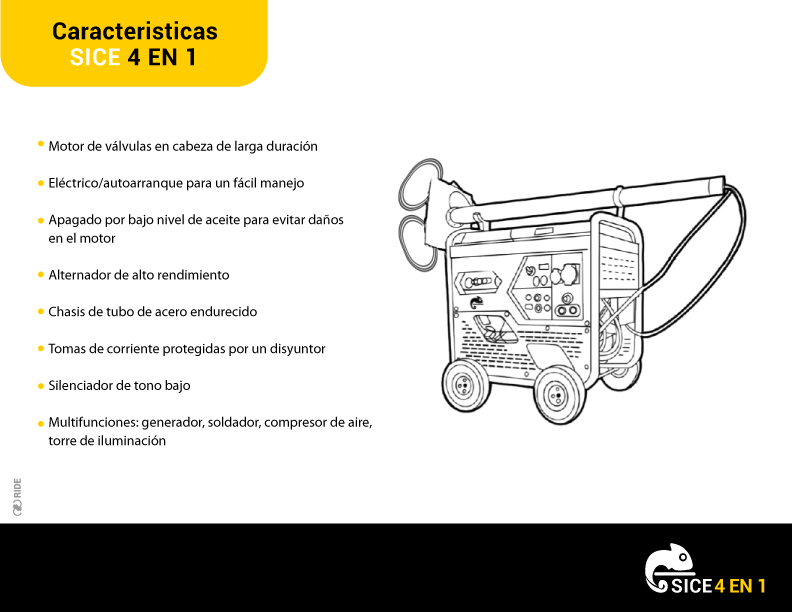 Caracteristicas
SICE 4 EN 1
Motor de válvulas en cabeza de larga duración
Eléctrico/autoarranque para un fácil manejo
Apagado por bajo nivel de aceite para evitar daños
en el motor
Alternador de alto rendimiento
Chasis de tubo de acero endurecido
Tomas de corriente protegidas por un disyuntor
Silenciador de tono bajo
Multifunciones: generador, soldador, compresor de aire,
torre de iluminación
RIDE
SICE 4 EN 1